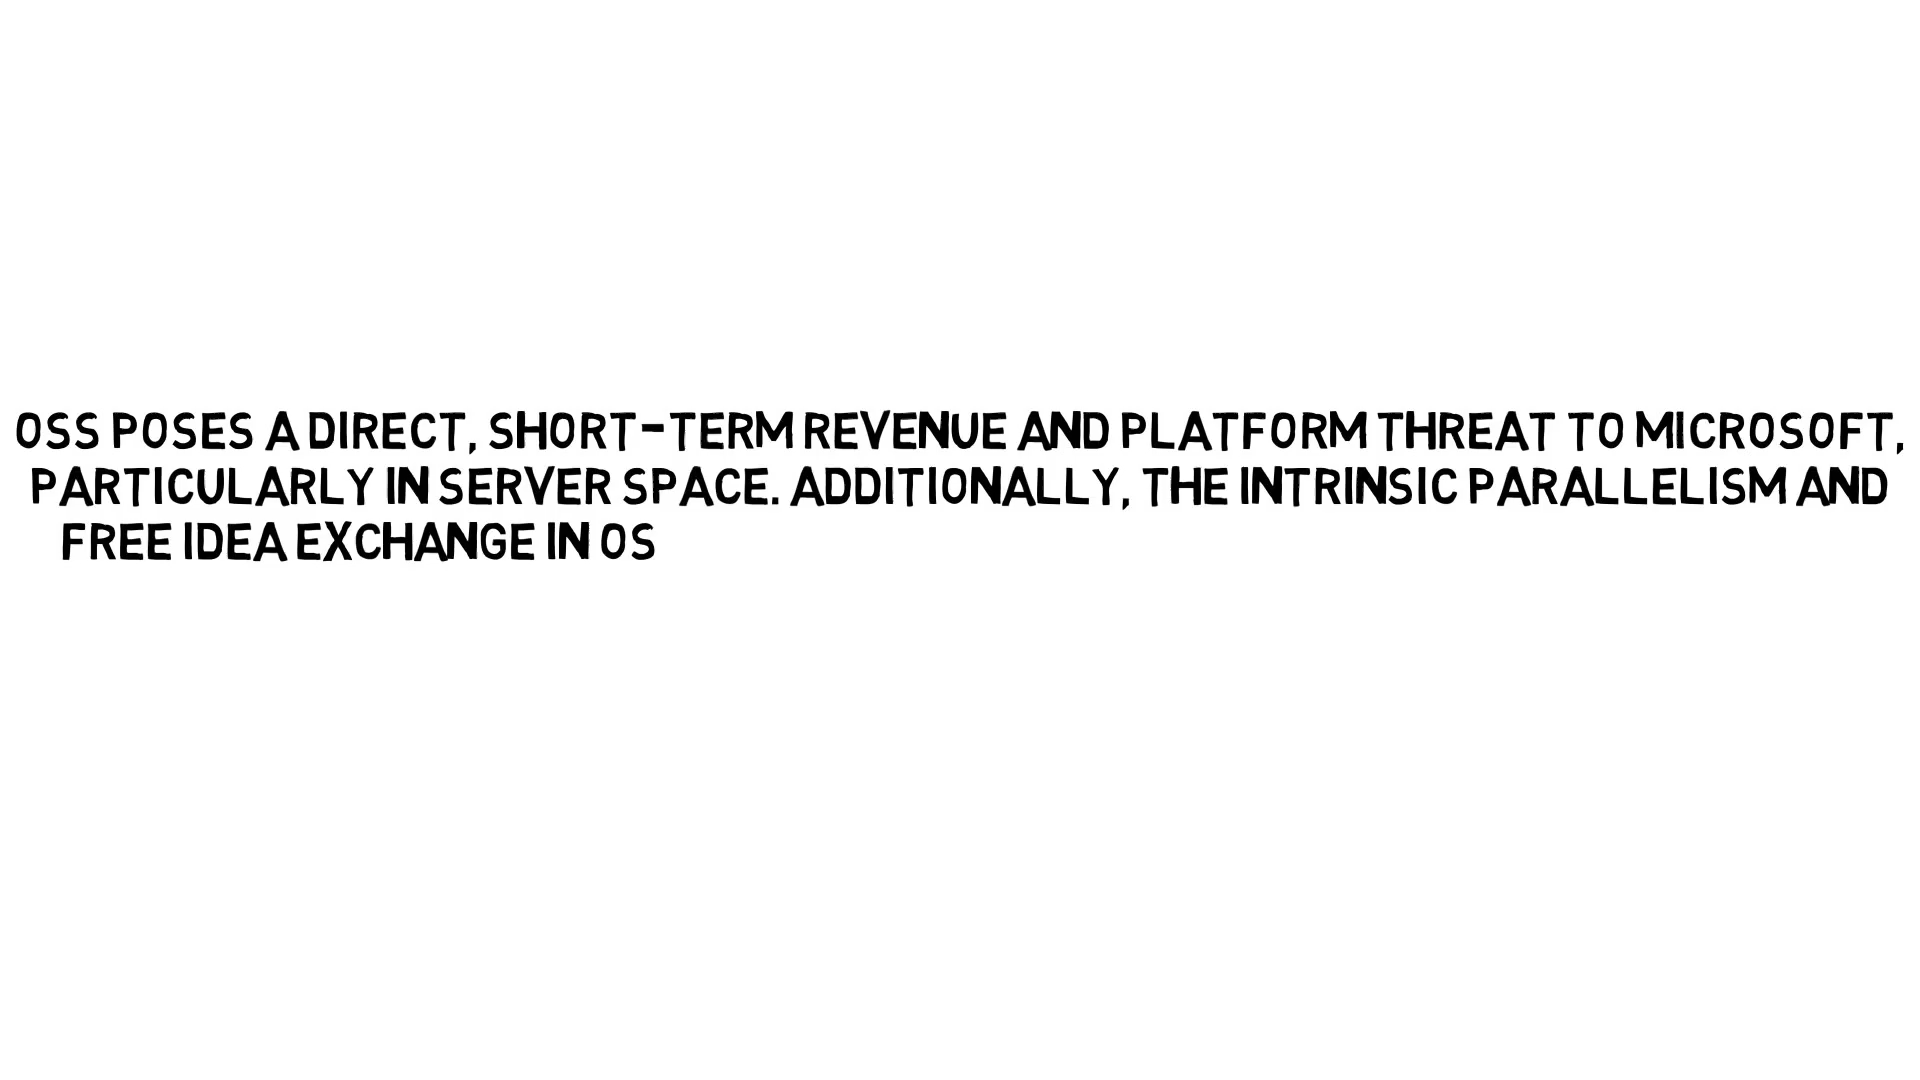 OSS POSES A DIRECT, SHORT-TERM REVENUE AND PLATFORM THREAT TO MICROSOFT,
PARTICULARLY IN SERVER SPACE. ADDITIONALLY, THE INTRINSIC PARALLELISM AND
FREE IDEA EXCHANGE IN OS